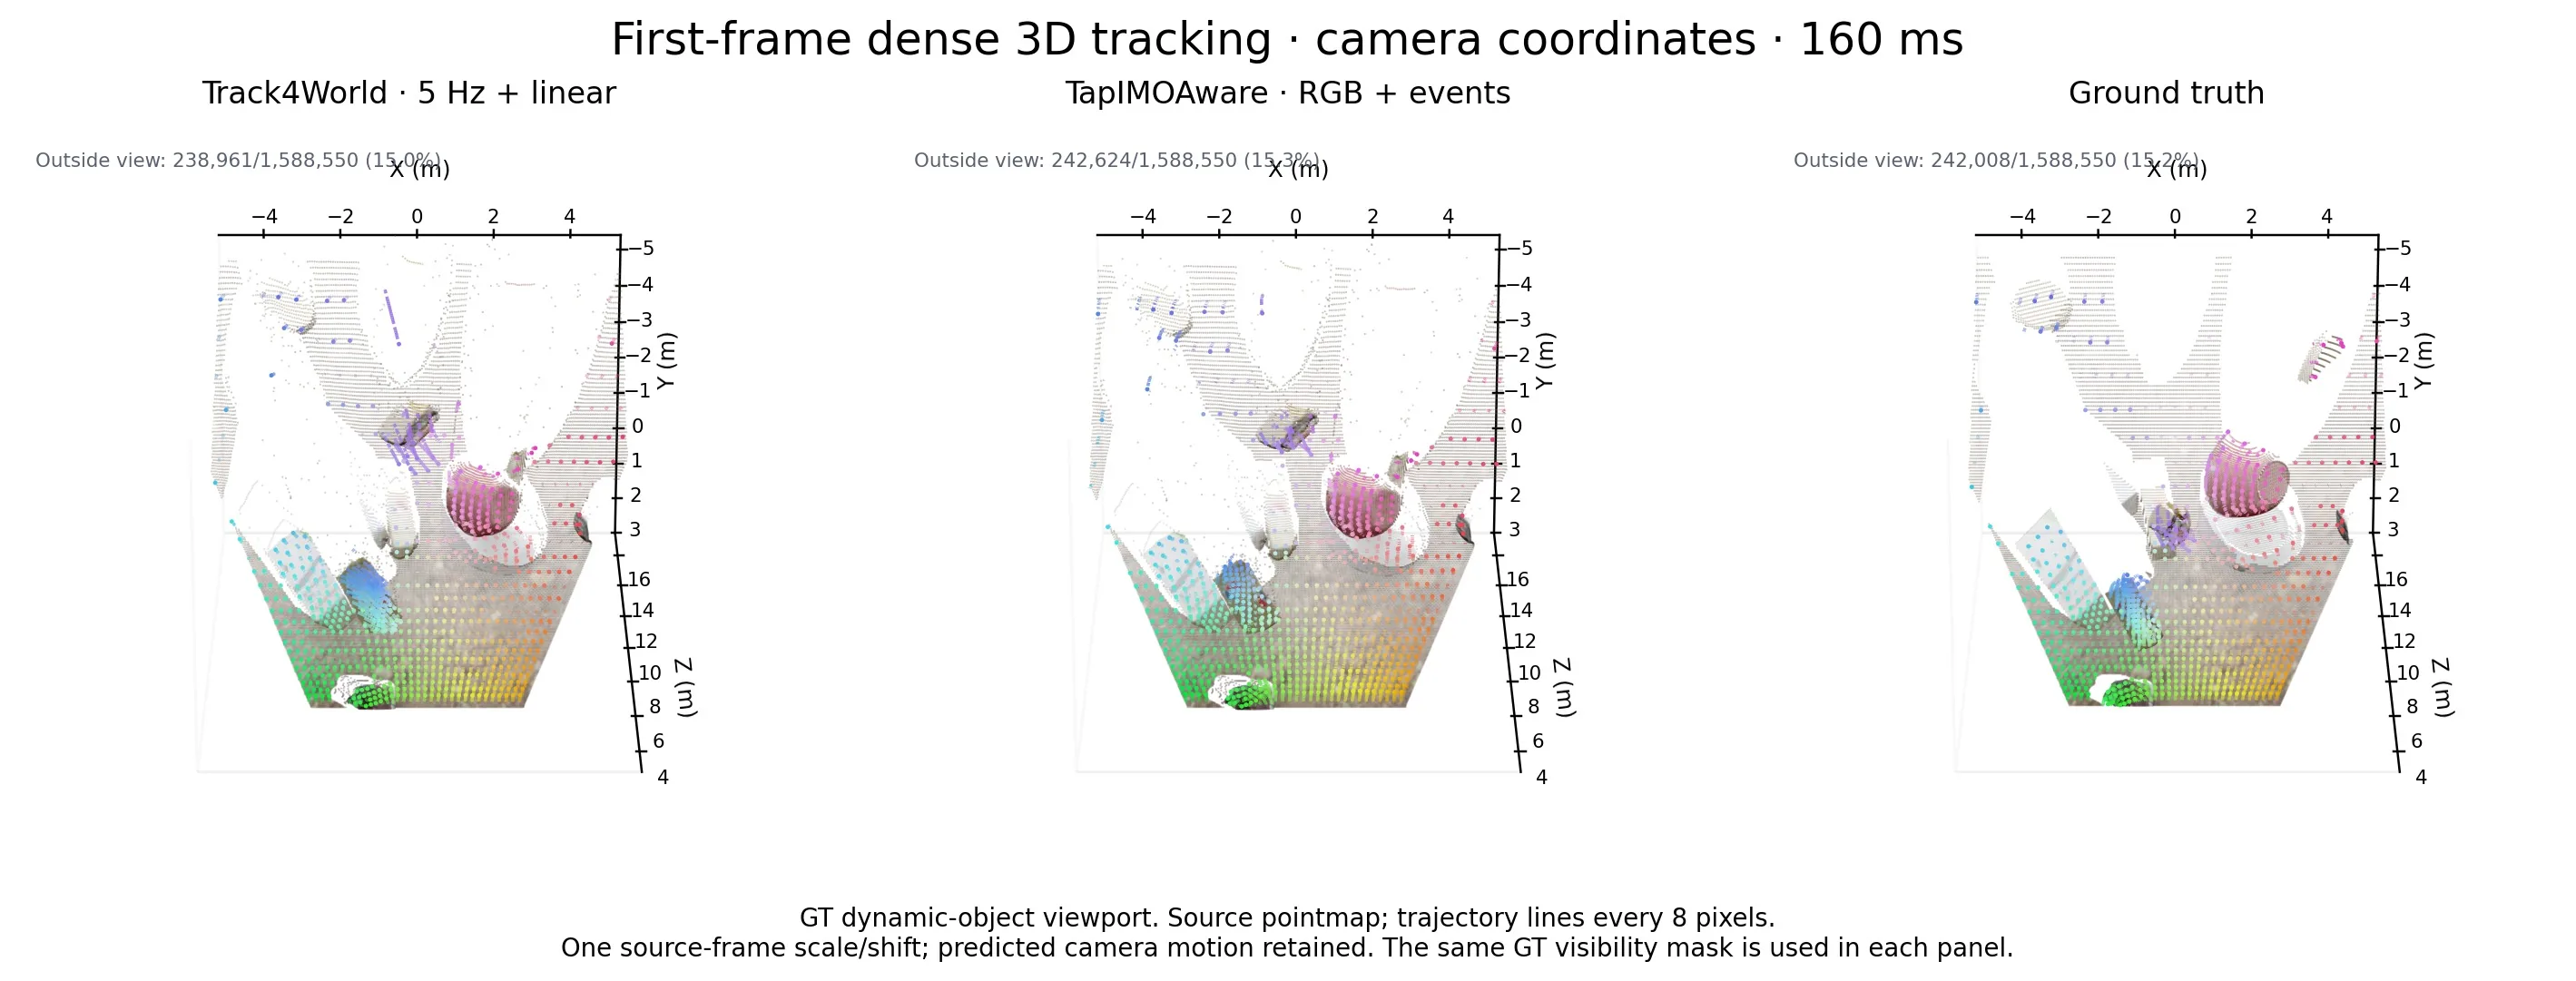 First-frame dense 3D tracking · camera coordinates · 160 ms
Track4World · 5 Hz + linear
TapIMOAware · RGB + events
Ground truth
Outside view: 238,961/1,588,550 (15.0%)
X (m)
Outside view: 242,624/1,588,550 (15.3%)
X (m)
Outside view: 242,008/1,588,550 (15.2%)
X (m)
−4 −2 0 2 4
−4 −2 0 2 4
−4 −2 0 2 4
−5
−4
−3
−2
−1
0
1
2
3
Y (m)
16
14
12
10
8
6
4
Z (m)
−5
−4
−3
−2
−1
0
1
2
3
Y (m)
16
14
12
10
8
6
4
Z (m)
−5
−4
−3
−2
−1
0
1
2
3
Y (m)
16
14
12
10
8
6
4
Z (m)
GT dynamic-object viewport. Source pointmap; trajectory lines every 8 pixels.
One source-frame scale/shift; predicted camera motion retained. The same GT visibility mask is used in each panel.